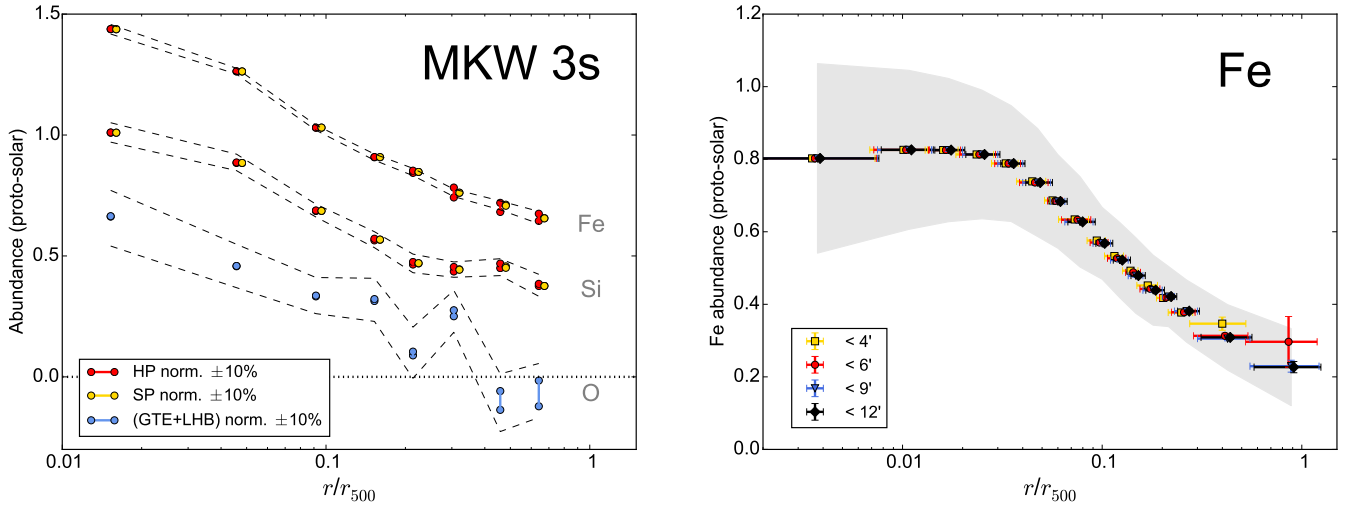 MKW 3s
Abundance (proto-solar)
1.5
1.0
0.5
0.0
Fe
Si
O
HP norm. ±10%
SP norm. ±10%
(GTE+LHB) norm. ±10%
0.01
0.1
1
r/r500
Fe
Fe abundance (proto-solar)
1.2
1.0
0.8
0.6
0.4
0.2
0.0
< 4'
< 6'
< 9'
< 12'
0.01
0.1
1
r/r500